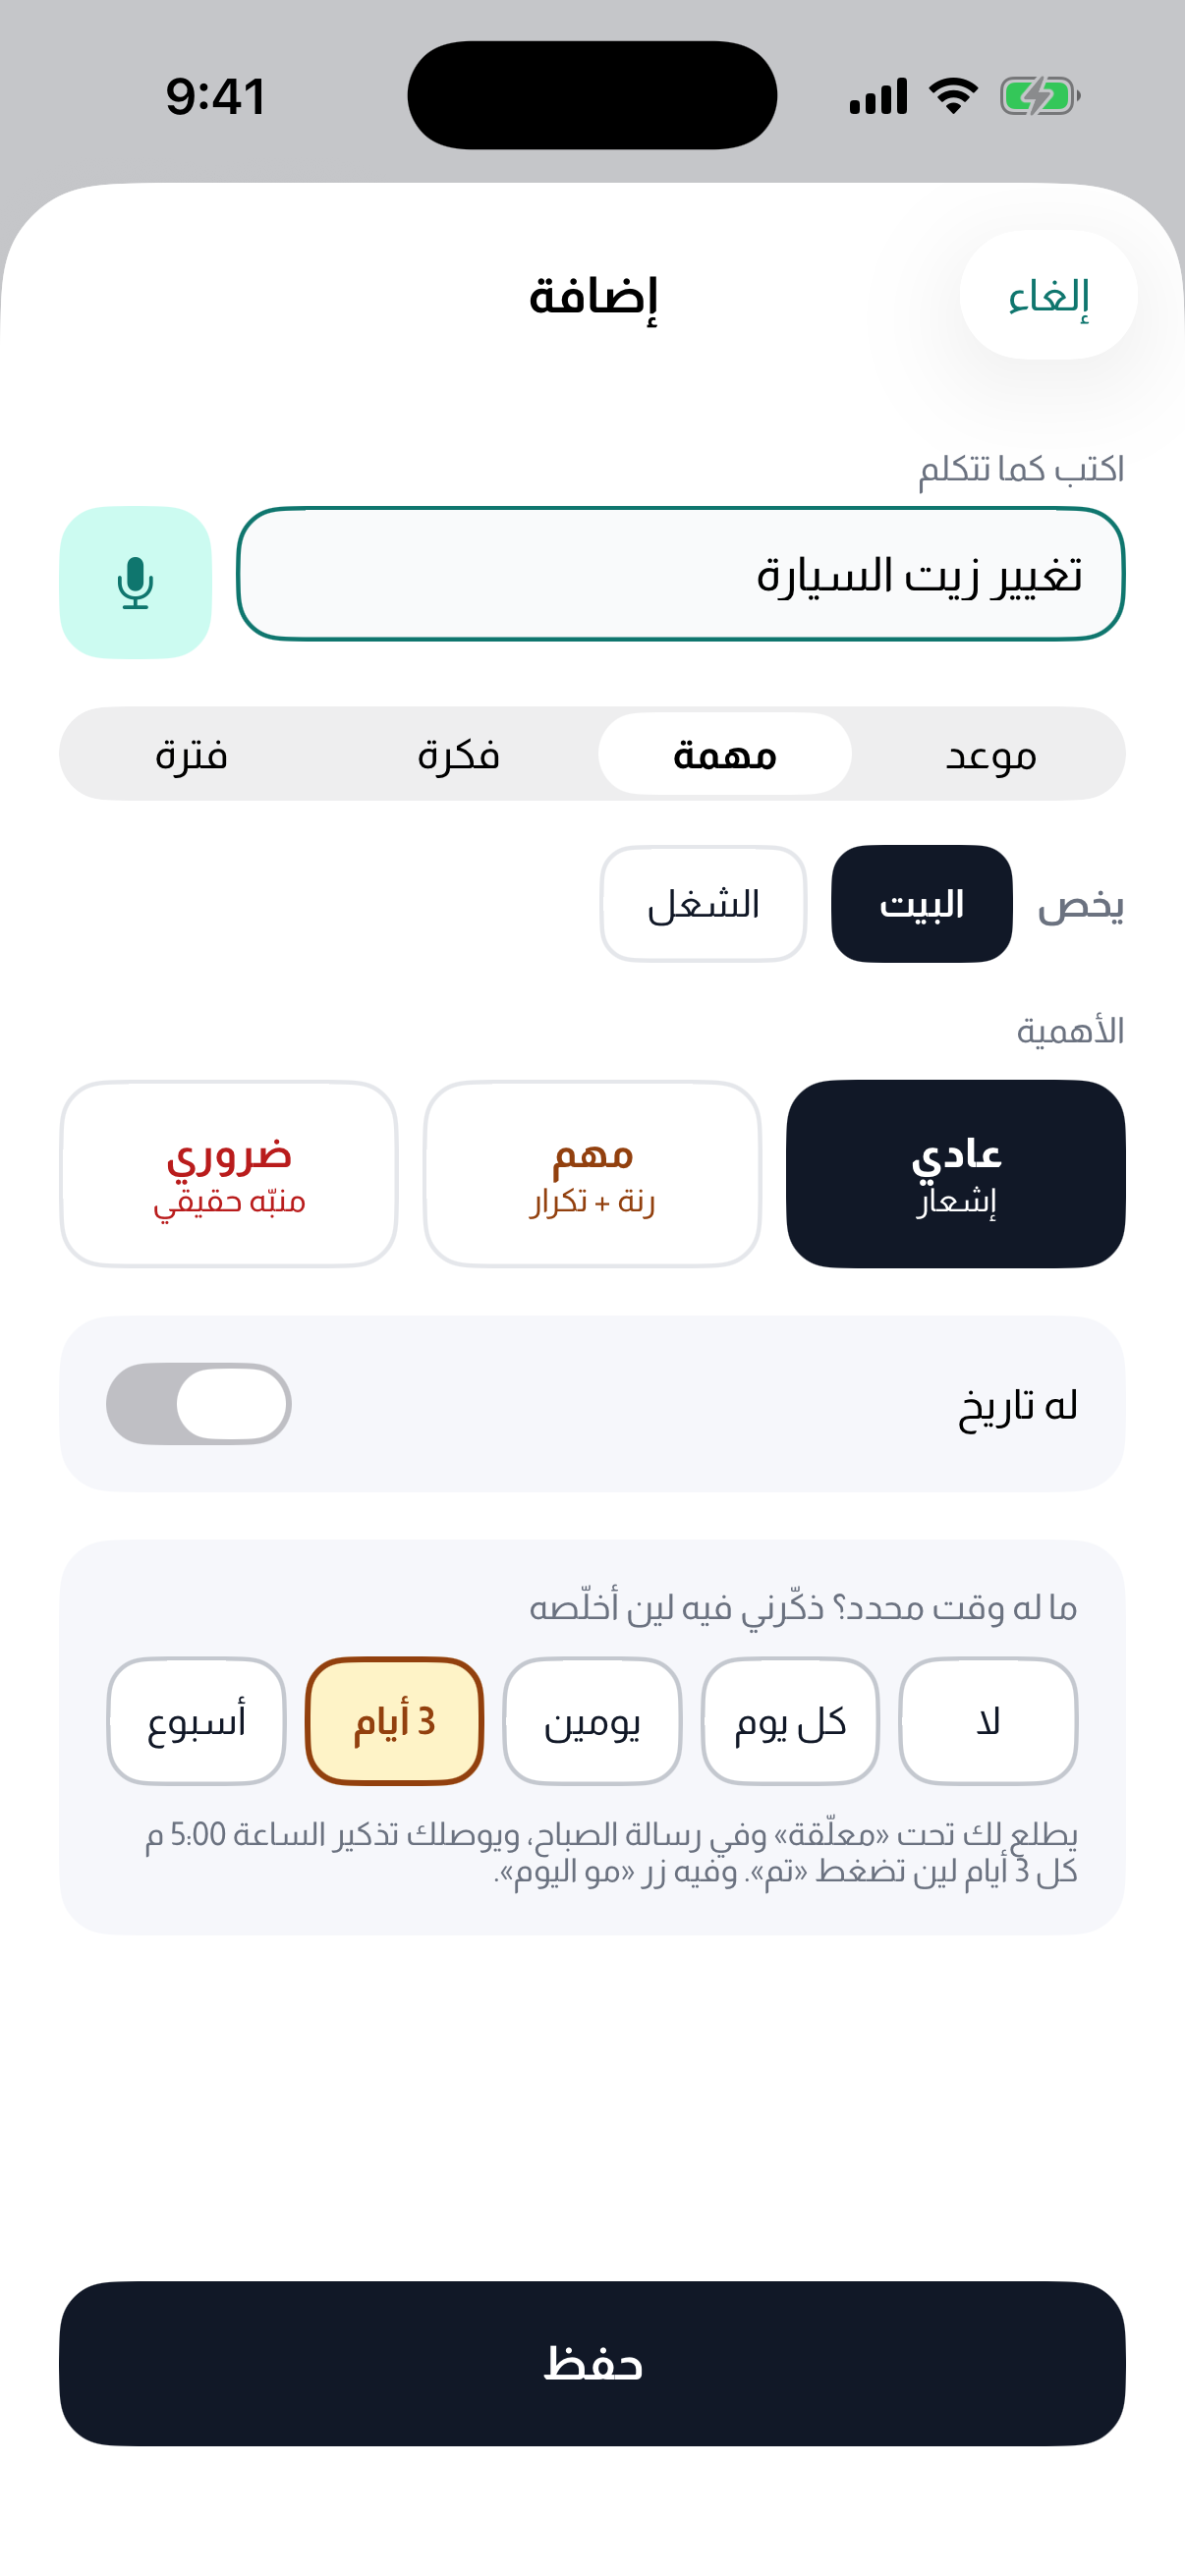 9:41
إلغاء
إضافة
اكتب كما تتكلم
تغيير زيت السيارة
موعد
مهمة
فكرة
فترة
يخص
البيت
الشغل
الأهمية
عادي
إشعار
مهم
رنة + تكرار
ضروري
منبّه حقيقي
له تاريخ
ما له وقت محدد؟ ذكّرني فيه لين أخلّصه
لا
كل يوم
يومين
3 أيام
أسبوع
يطلع لك تحت «معلّقة» وفي رسالة الصباح، ويوصلك تذكير الساعة 5:00 م
كل 3 أيام لين تضغط «تم». وفيه زر «مو اليوم».
حفظ